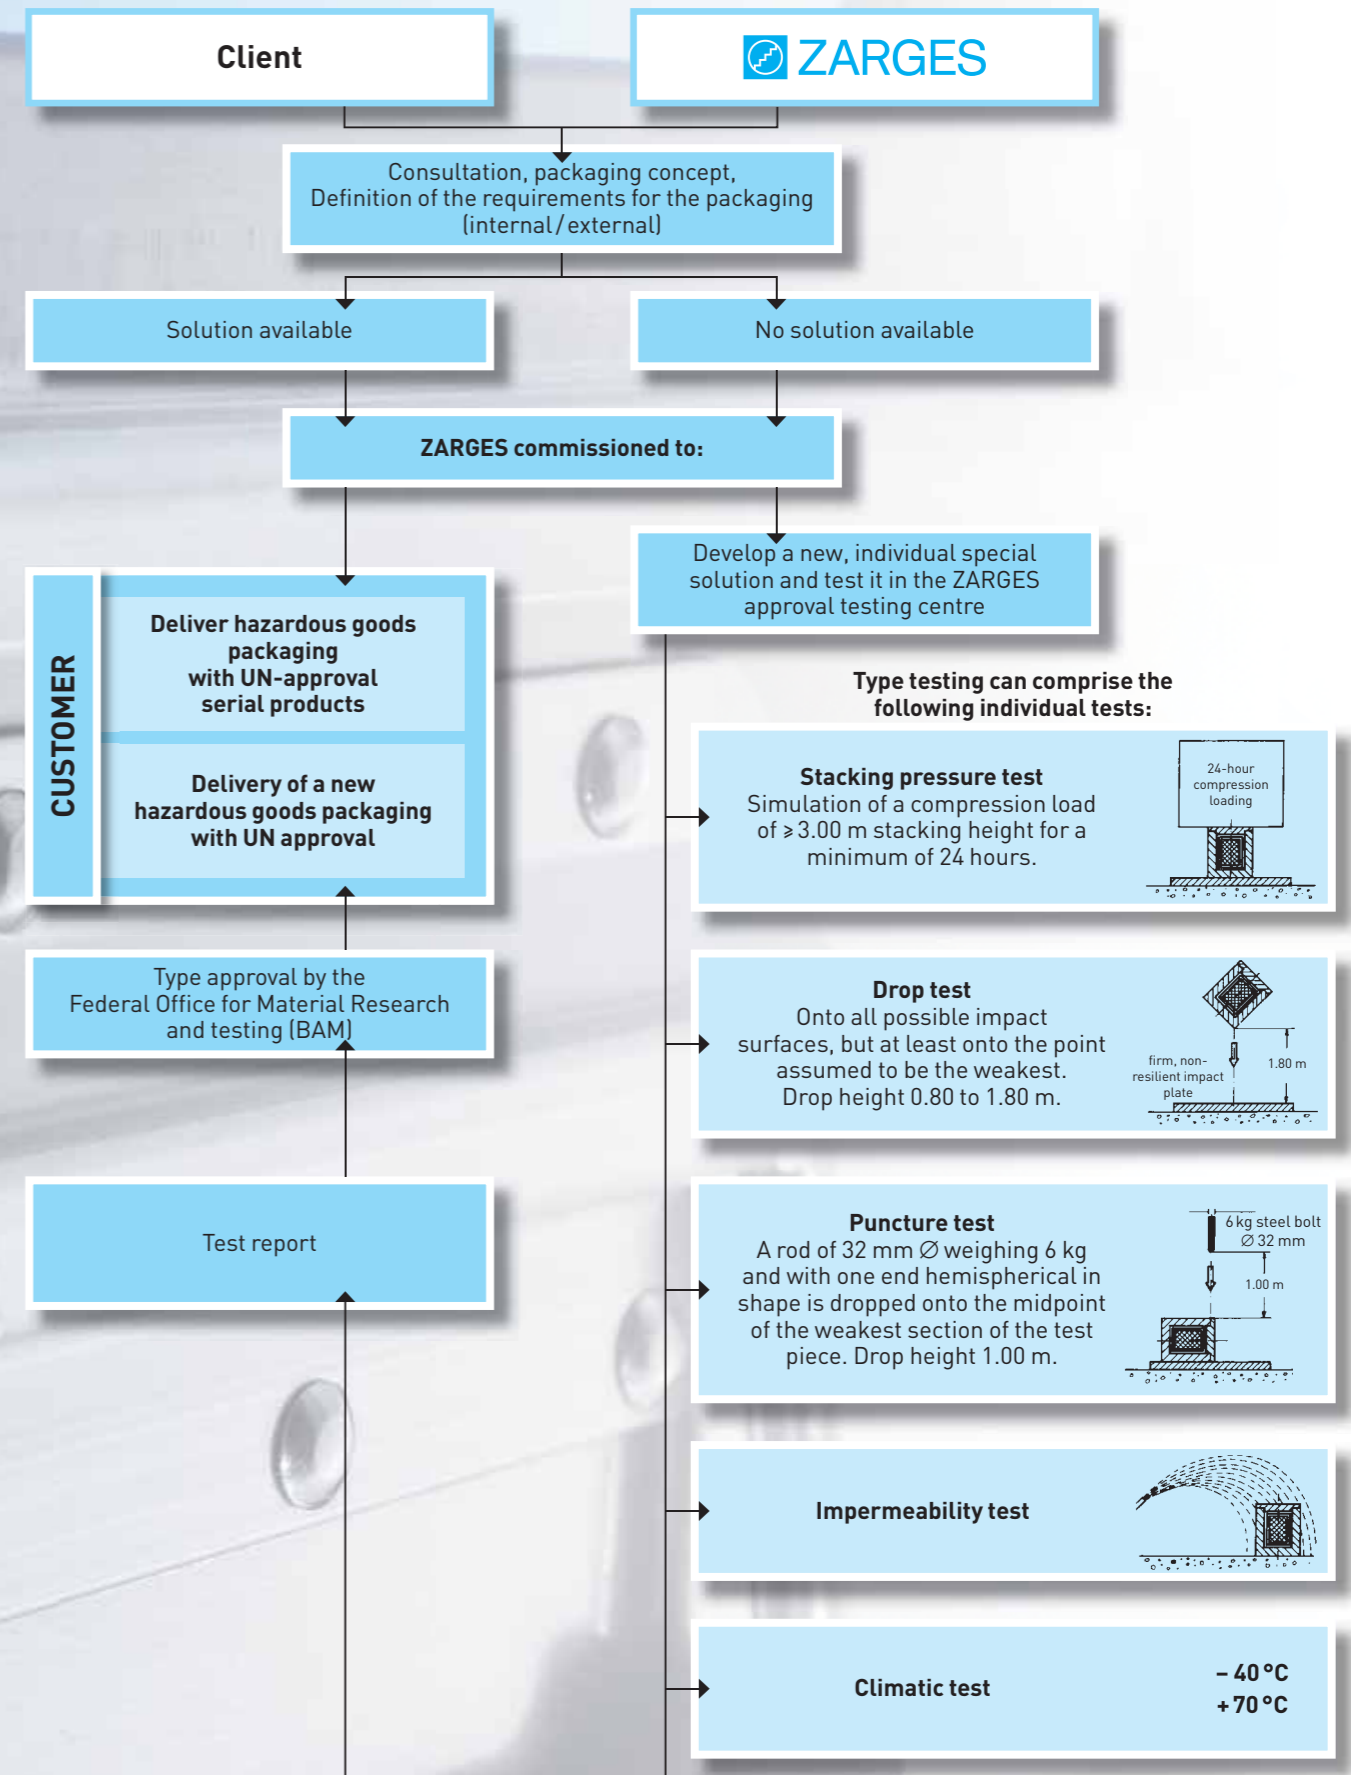 Client
ZARGES
Consultation, packaging concept,
Definition of the requirements for the packaging
(internal/external)
Solution available
No solution available
ZARGES commissioned to:
Develop a new, individual special
solution and test it in the ZARGES
approval testing centre
CUSTOMER
Deliver hazardous goods
packaging
with UN-approval
serial products
Delivery of a new
hazardous goods packaging
with UN approval
Type approval by the
Federal Office for Material Research
and testing (BAM)
Test report
Type testing can comprise the
following individual tests:
Stacking pressure test
Simulation of a compression load
of ≥ 3.00 m stacking height for a
minimum of 24 hours.
24-hour
compression
loading
Drop test
Onto all possible impact
surfaces, but at least onto the point
assumed to be the weakest.
Drop height 0.80 to 1.80 m.
firm, non-
resilient impact
plate
1.80 m
Puncture test
A rod of 32 mm Ø weighing 6 kg
and with one end hemispherical in
shape is dropped onto the midpoint
of the weakest section of the test
piece. Drop height 1.00 m.
6 kg steel bolt
Ø 32 mm
1.00 m
Impermeability test
Climatic test
– 40 °C
+ 70 °C